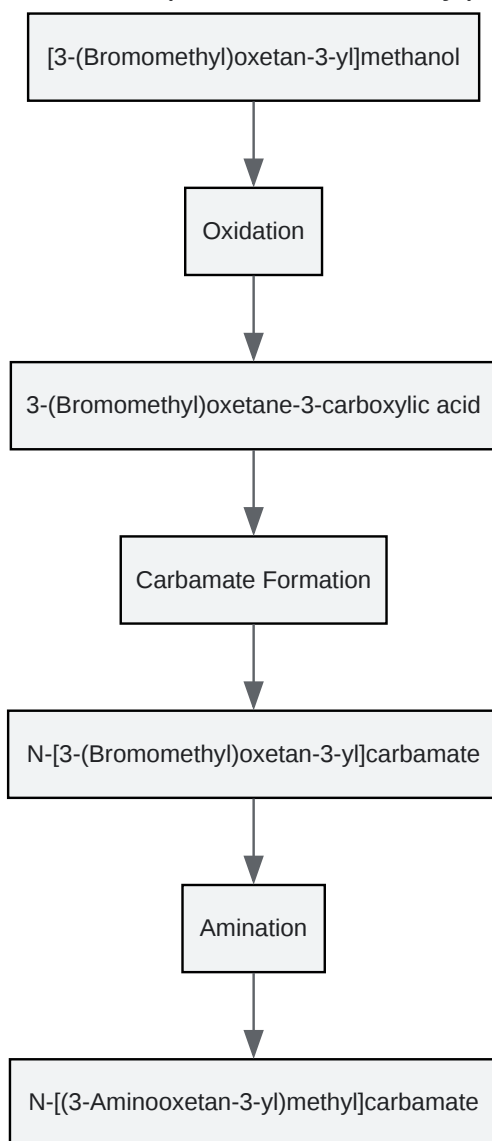 [3-(Bromomethyl)oxetan-3-yl]methanol
Oxidation
3-(Bromomethyl)oxetane-3-carboxylic acid
Carbamate Formation
N-[3-(Bromomethyl)oxetan-3-yl]carbamate
Amination
N-[(3-Aminooxetan-3-yl)methyl]carbamate